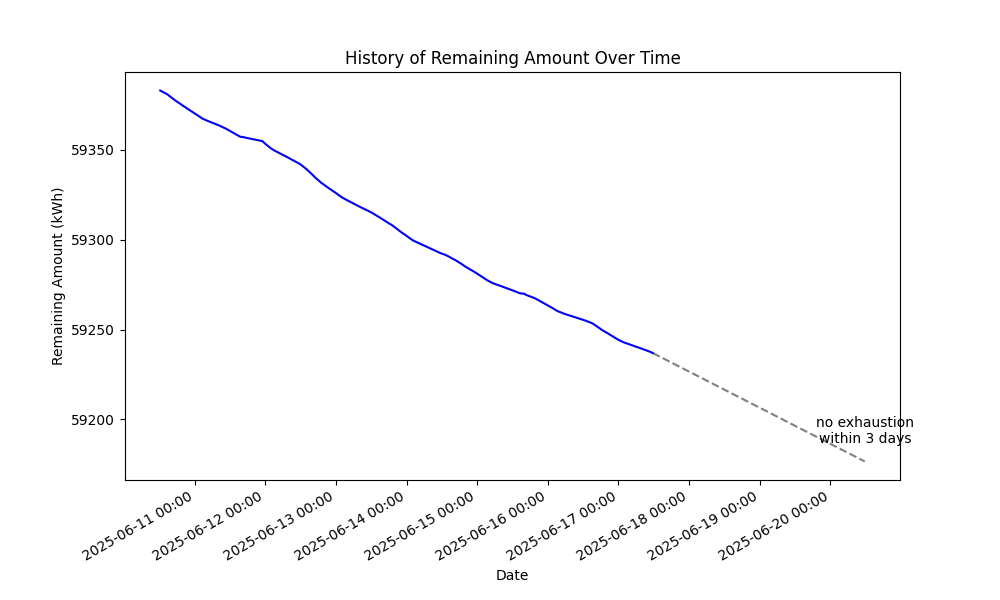 History of Remaining Amount Over Time
Remaining Amount (kWh)
59350
59300
59250
59200
no exhaustion
within 3 days
2025-06-11 00:00
2025-06-12 00:00
2025-06-13 00:00
2025-06-14 00:00
2025-06-15 00:00
2025-06-16 00:00
2025-06-17 00:00
2025-06-18 00:00
2025-06-19 00:00
2025-06-20 00:00
Date